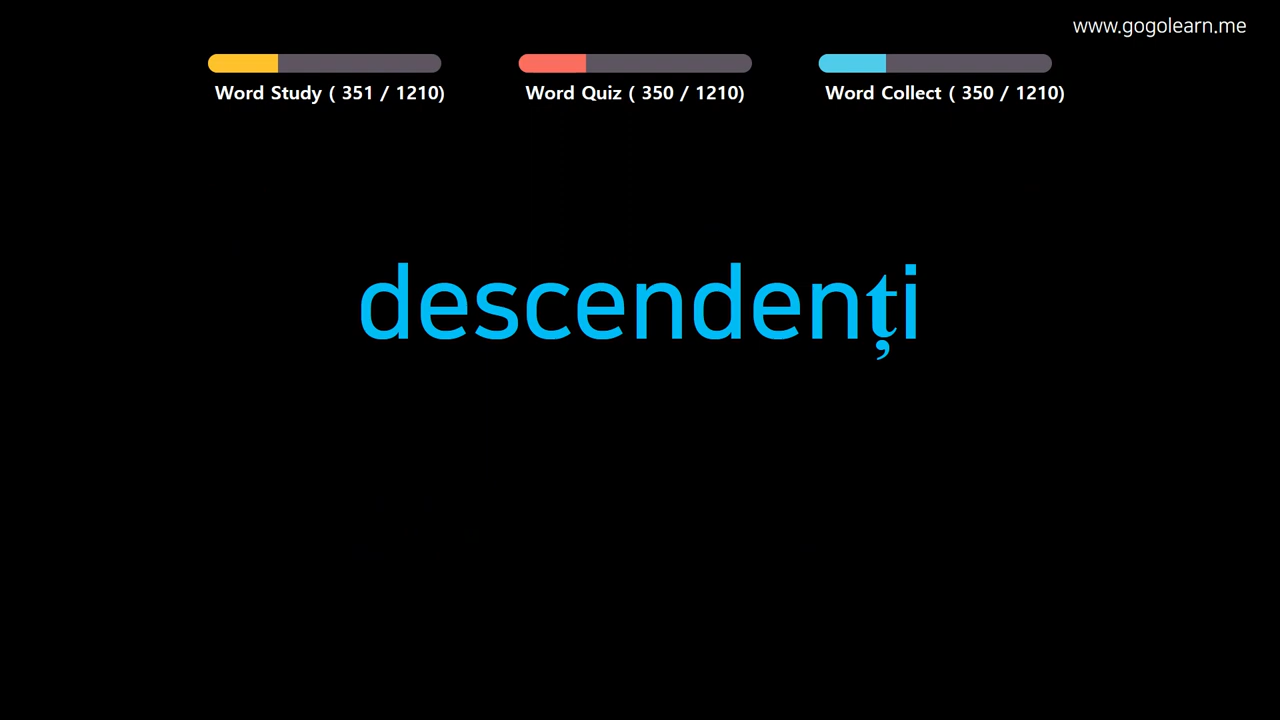 www.gogolearn.me
Word Study ( 351 / 1210)
Word Quiz ( 350 / 1210)
Word Collect ( 350 / 1210)
descendenți